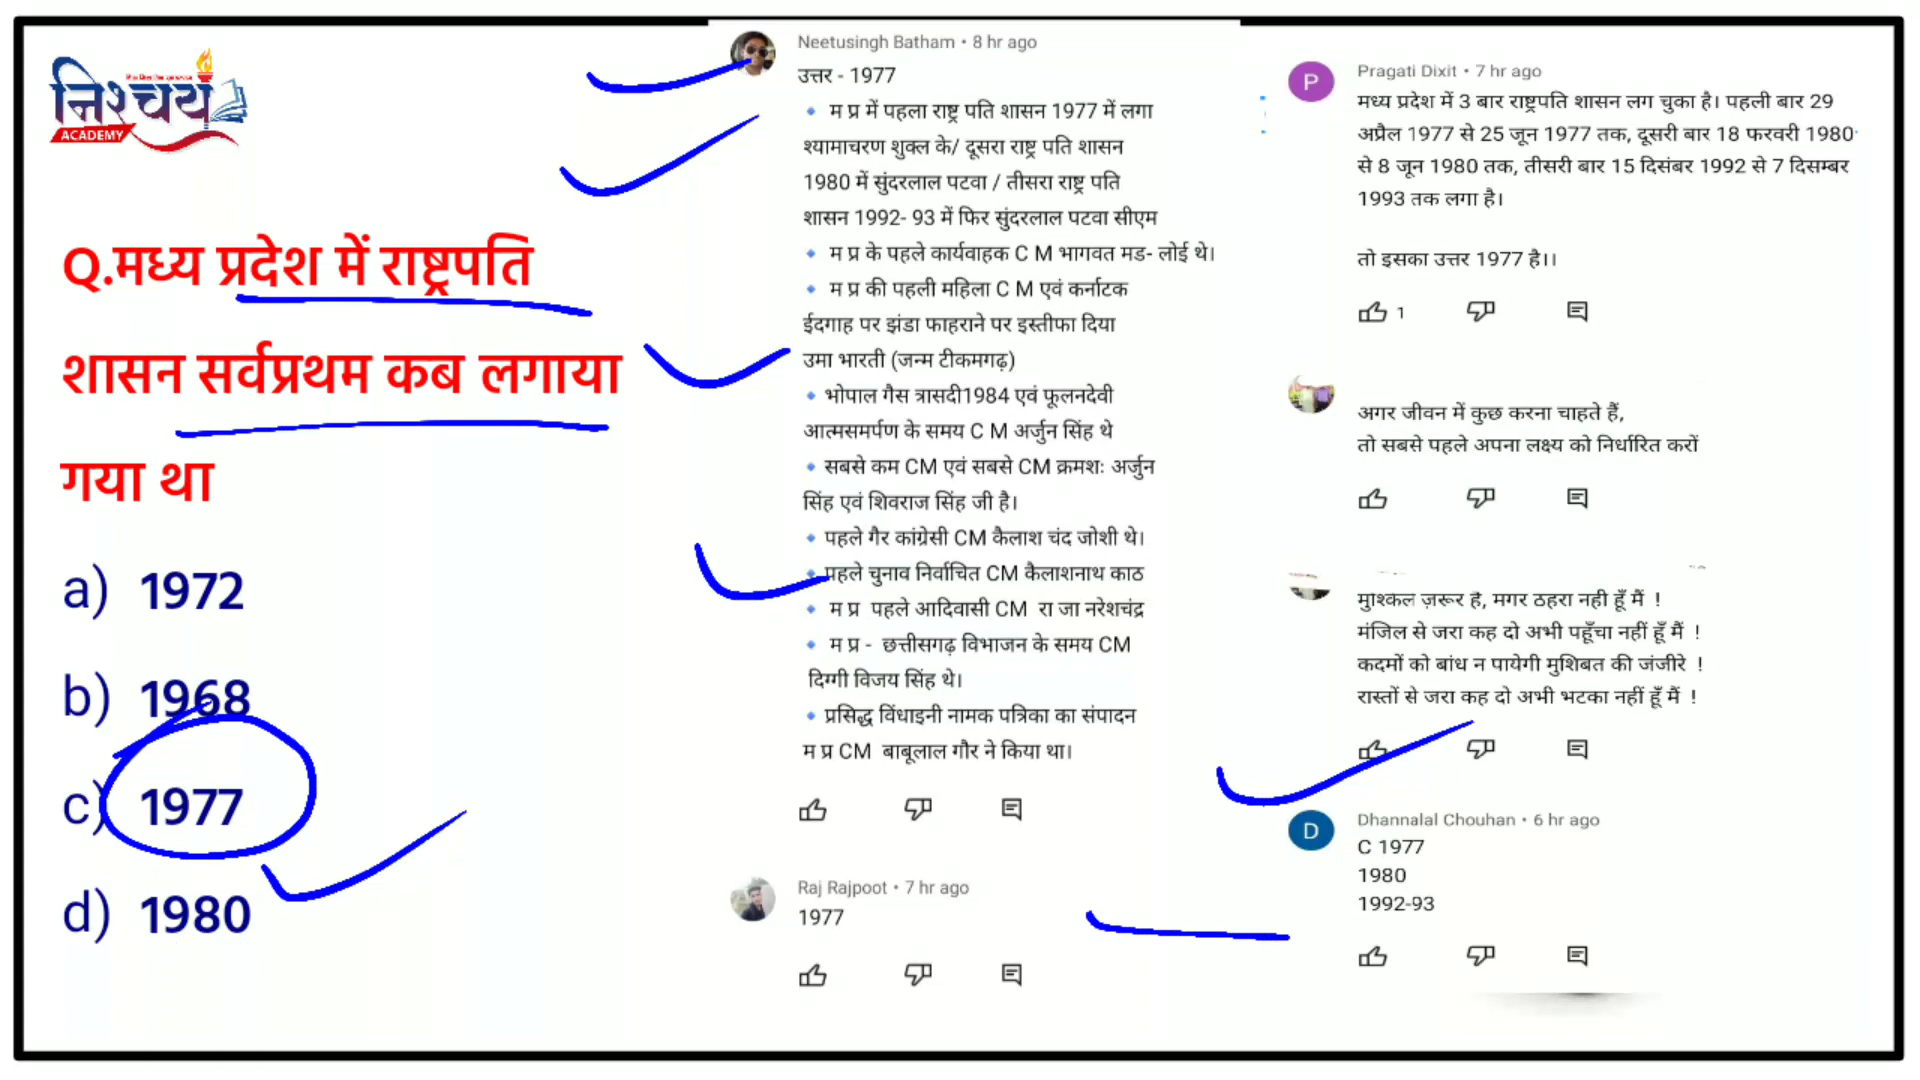 निश्चय
ACADEMY
Q.मध्य प्रदेश में राष्ट्रपति
शासन सर्वप्रथम कब लगाया
गया था
a) 1972
b) 1968
c) 1977
d) 1980
Neetusingh Batham • 8 hr ago
उत्तर - 1977
🔹 म प्र में पहला राष्ट्र पति शासन 1977 में लगा
श्यामाचरण शुक्ल के/ दूसरा राष्ट्र पति शासन
1980 में सुंदरलाल पटवा / तीसरा राष्ट्र पति
शासन 1992- 93 में फिर सुंदरलाल पटवा सीएम
🔹 म प्र के पहले कार्यवाहक C M भागवत मड- लोई थे।
🔹 म प्र की पहली महिला C M एवं कर्नाटक
ईदगाह पर झंडा फाहराने पर इस्तीफा दिया
उमा भारती (जन्म टीकमगढ़)
🔹भोपाल गैस त्रासदी1984 एवं फूलनदेवी
आत्मसमर्पण के समय C M अर्जुन सिंह थे
🔹सबसे कम CM एवं सबसे CM क्रमशः अर्जुन
सिंह एवं शिवराज सिंह जी है।
🔹पहले गैर कांग्रेसी CM कैलाश चंद जोशी थे।
🔹पहले चुनाव निर्वाचित CM कैलाशनाथ काठ
🔹 म प्र पहले आदिवासी CM रा जा नरेशचंद्र
🔹 म प्र - छत्तीसगढ़ विभाजन के समय CM
दिग्गी विजय सिंह थे।
🔹प्रसिद्ध विंधाइनी नामक पत्रिका का संपादन
म प्र CM बाबूलाल गौर ने किया था।
Raj Rajpoot • 7 hr ago
1977
P
Pragati Dixit • 7 hr ago
मध्य प्रदेश में 3 बार राष्ट्रपति शासन लग चुका है। पहली बार 29
अप्रैल 1977 से 25 जून 1977 तक, दूसरी बार 18 फरवरी 1980
से 8 जून 1980 तक, तीसरी बार 15 दिसंबर 1992 से 7 दिसम्बर
1993 तक लगा है।
तो इसका उत्तर 1977 है।।
1
अगर जीवन में कुछ करना चाहते हैं,
तो सबसे पहले अपना लक्ष्य को निर्धारित करों
मुश्किल ज़रूर है, मगर ठहरा नही हूँ मैं !
मंजिल से जरा कह दो अभी पहूँचा नहीं हूँ मैं !
कदमों को बांध न पायेगी मुशिबत की जंजीरे !
रास्तों से जरा कह दो अभी भटका नहीं हूँ मैं !
D
Dhannalal Chouhan • 6 hr ago
C 1977
1980
1992-93